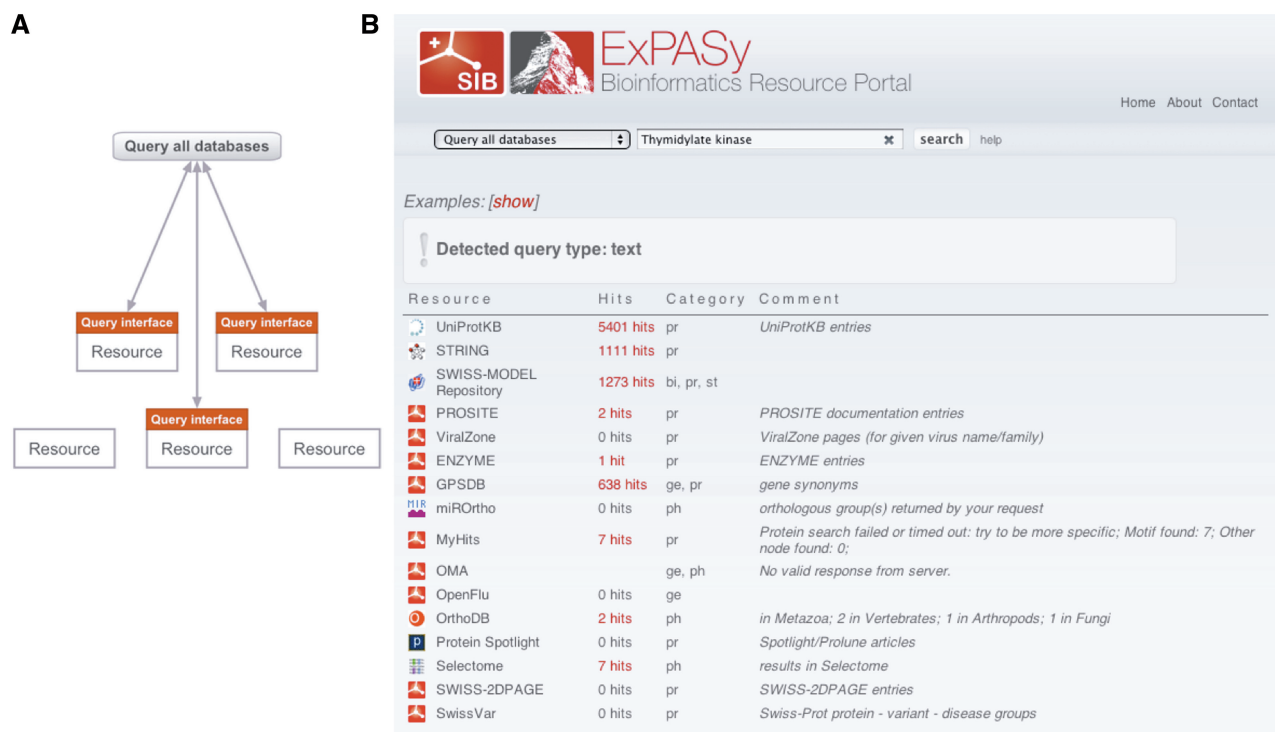 A
Query all databases
Query interface
Resource
Query interface
Resource
Query interface
Resource
Resource
Resource
B
SIB
ExPASy
Bioinformatics Resource Portal
Home About Contact
Query all databases Thymidylate kinase search help
Examples: [show]
! Detected query type: text
Resource Hits Category Comment
UniProtKB 5401 hits pr UniProtKB entries
STRING 1111 hits pr
SWISS-MODEL
Repository 1273 hits bi, pr, st
PROSITE 2 hits pr PROSITE documentation entries
ViralZone 0 hits pr ViralZone pages (for given virus name/family)
ENZYME 1 hit pr ENZYME entries
GPSDB 638 hits ge, pr gene synonyms
MIR miROrtho 0 hits ph orthologous group(s) returned by your request
MyHits 7 hits pr Protein search failed or timed out: try to be more specific; Motif found: 7; Other
node found: 0;
OMA ge, ph No valid response from server.
OpenFlu 0 hits ge
OrthoDB 2 hits ph in Metazoa; 2 in Vertebrates; 1 in Arthropods; 1 in Fungi
p Protein Spotlight 0 hits pr Spotlight/Prolune articles
Selectome 7 hits ph results in Selectome
SWISS-2DPAGE 0 hits pr SWISS-2DPAGE entries
SwissVar 0 hits pr Swiss-Prot protein - variant - disease groups